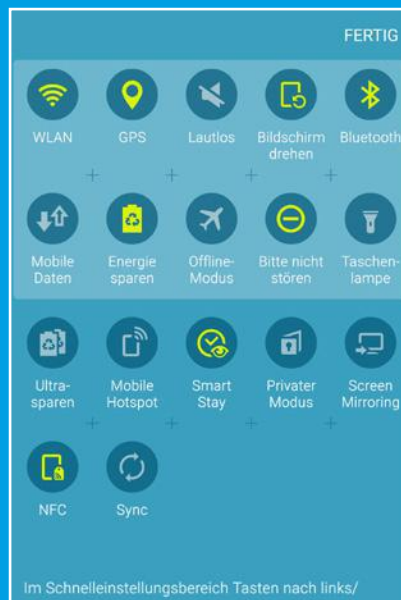 FERTIG
WLAN
GPS
Lautlos
Bildschirm
drehen
Bluetooth
Mobile
Daten
Energie
sparen
Offline-
Modus
Bitte nicht
stören
Taschen-
lampe
Ultra-
sparen
Mobile
Hotspot
Smart
Stay
Privater
Modus
Screen
Mirroring
NFC
Sync
Im Schnelleinstellungsbereich Tasten nach links/